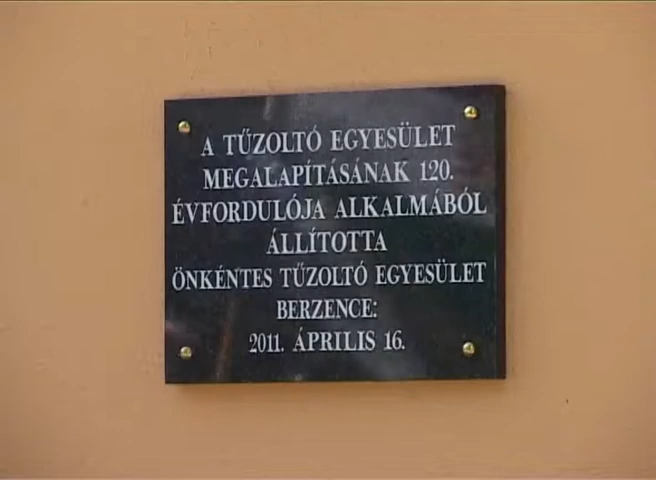 A TŰZOLTÓ EGYESÜLET
MEGALAPÍTÁSÁNAK 120.
ÉVFORDULÓJA ALKALMÁBÓL
ÁLLÍTOTTA
ÖNKÉNTES TŰZOLTÓ EGYESÜLET
BERZENCE:
2011. ÁPRILIS 16.